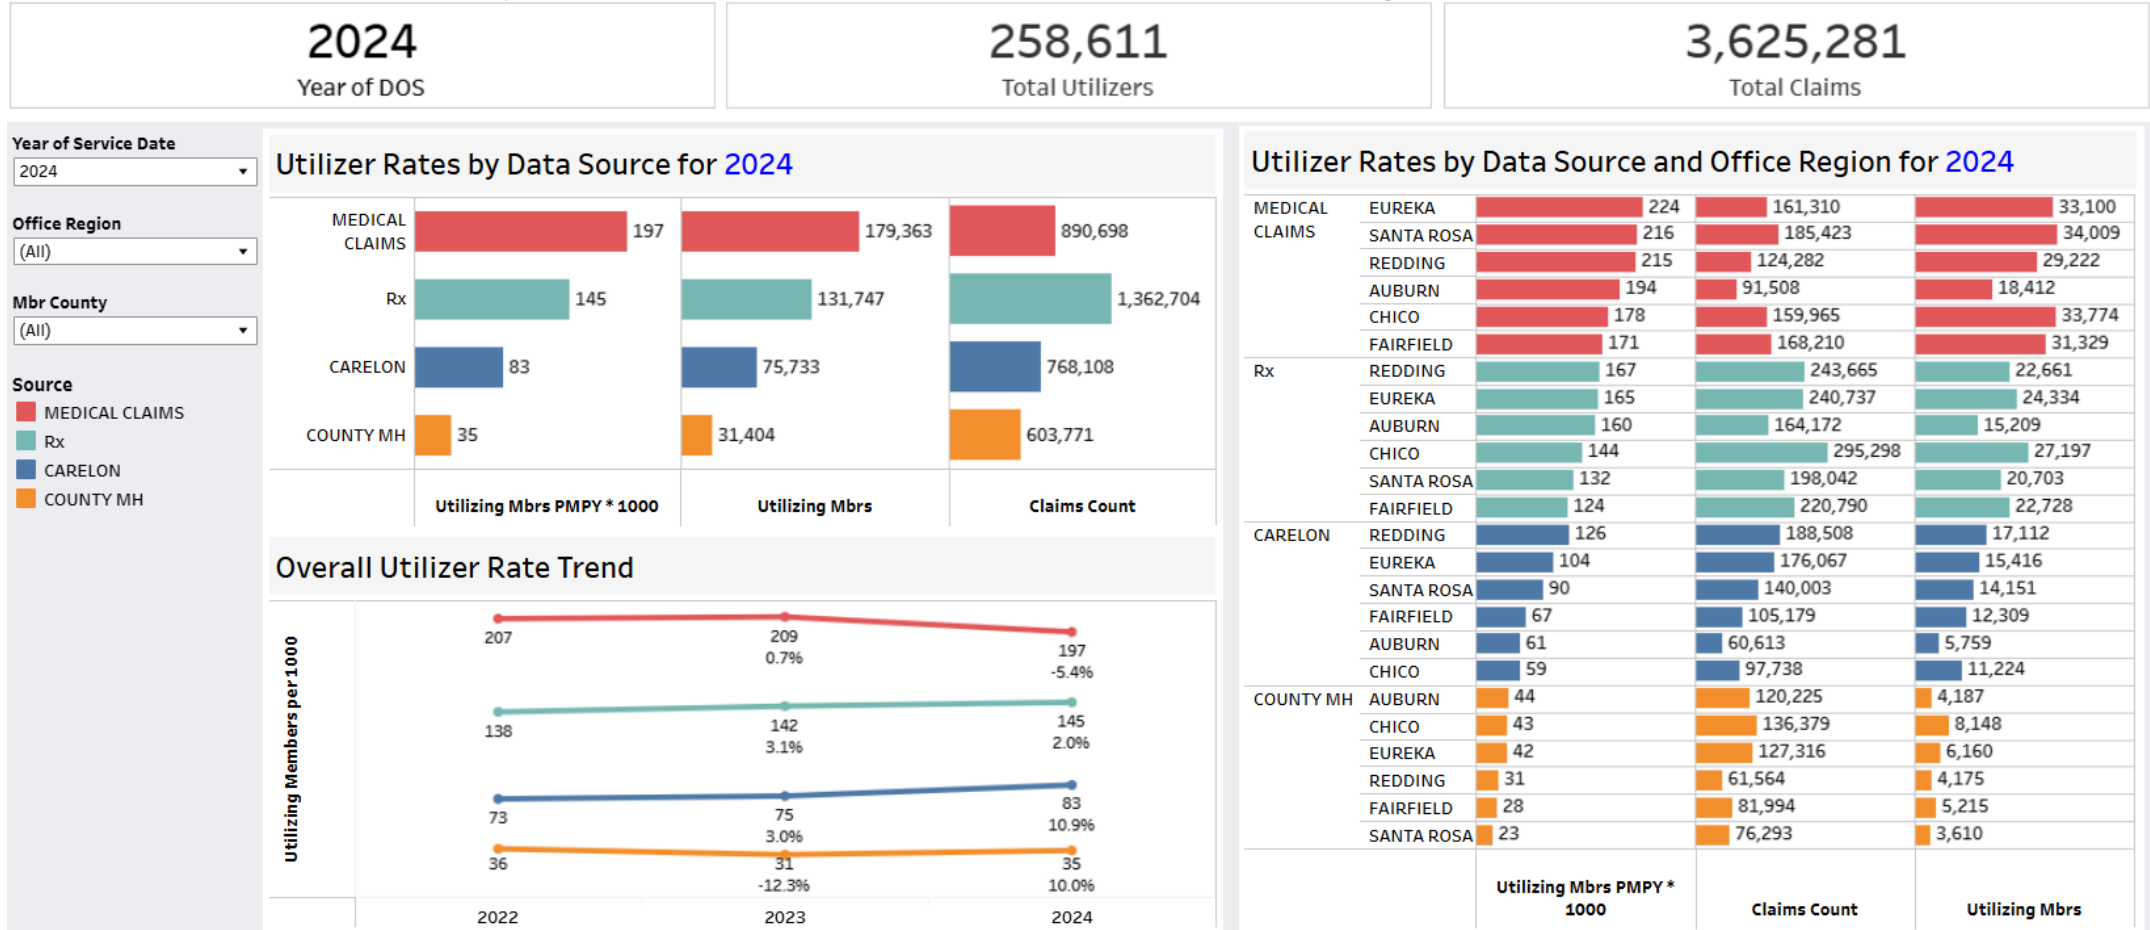 2024
Year of DOS
258,611
Total Utilizers
3,625,281
Total Claims
Year of Service Date
2024
Office Region
(All)
Mbr County
(All)
Source
MEDICAL CLAIMS
Rx
CARELON
COUNTY MH
Utilizer Rates by Data Source for 2024
MEDICAL
CLAIMS
197 179,363 890,698
Rx 145 131,747 1,362,704
CARELON 83 75,733 768,108
COUNTY MH 35 31,404 603,771
Utilizing Mbrs PMPY * 1000 Utilizing Mbrs Claims Count
Overall Utilizer Rate Trend
Utilizing Members per 1000
207 209 197
0.7% -5.4%
138 142 145
3.1% 2.0%
73 75 83
3.0% 10.9%
36 31 35
-12.3% 10.0%
2022 2023 2024
Utilizer Rates by Data Source and Office Region for 2024
MEDICAL EUREKA 224 161,310 33,100
CLAIMS SANTA ROSA 216 185,423 34,009
REDDING 215 124,282 29,222
AUBURN 194 91,508 18,412
CHICO 178 159,965 33,774
FAIRFIELD 171 168,210 31,329
Rx REDDING 167 243,665 22,661
EUREKA 165 240,737 24,334
AUBURN 160 164,172 15,209
CHICO 144 295,298 27,197
SANTA ROSA 132 198,042 20,703
FAIRFIELD 124 220,790 22,728
CARELON REDDING 126 188,508 17,112
EUREKA 104 176,067 15,416
SANTA ROSA 90 140,003 14,151
FAIRFIELD 67 105,179 12,309
AUBURN 61 60,613 5,759
CHICO 59 97,738 11,224
COUNTY MH AUBURN 44 120,225 4,187
CHICO 43 136,379 8,148
EUREKA 42 127,316 6,160
REDDING 31 61,564 4,175
FAIRFIELD 28 81,994 5,215
SANTA ROSA 23 76,293 3,610
Utilizing Mbrs PMPY *
1000 Claims Count Utilizing Mbrs